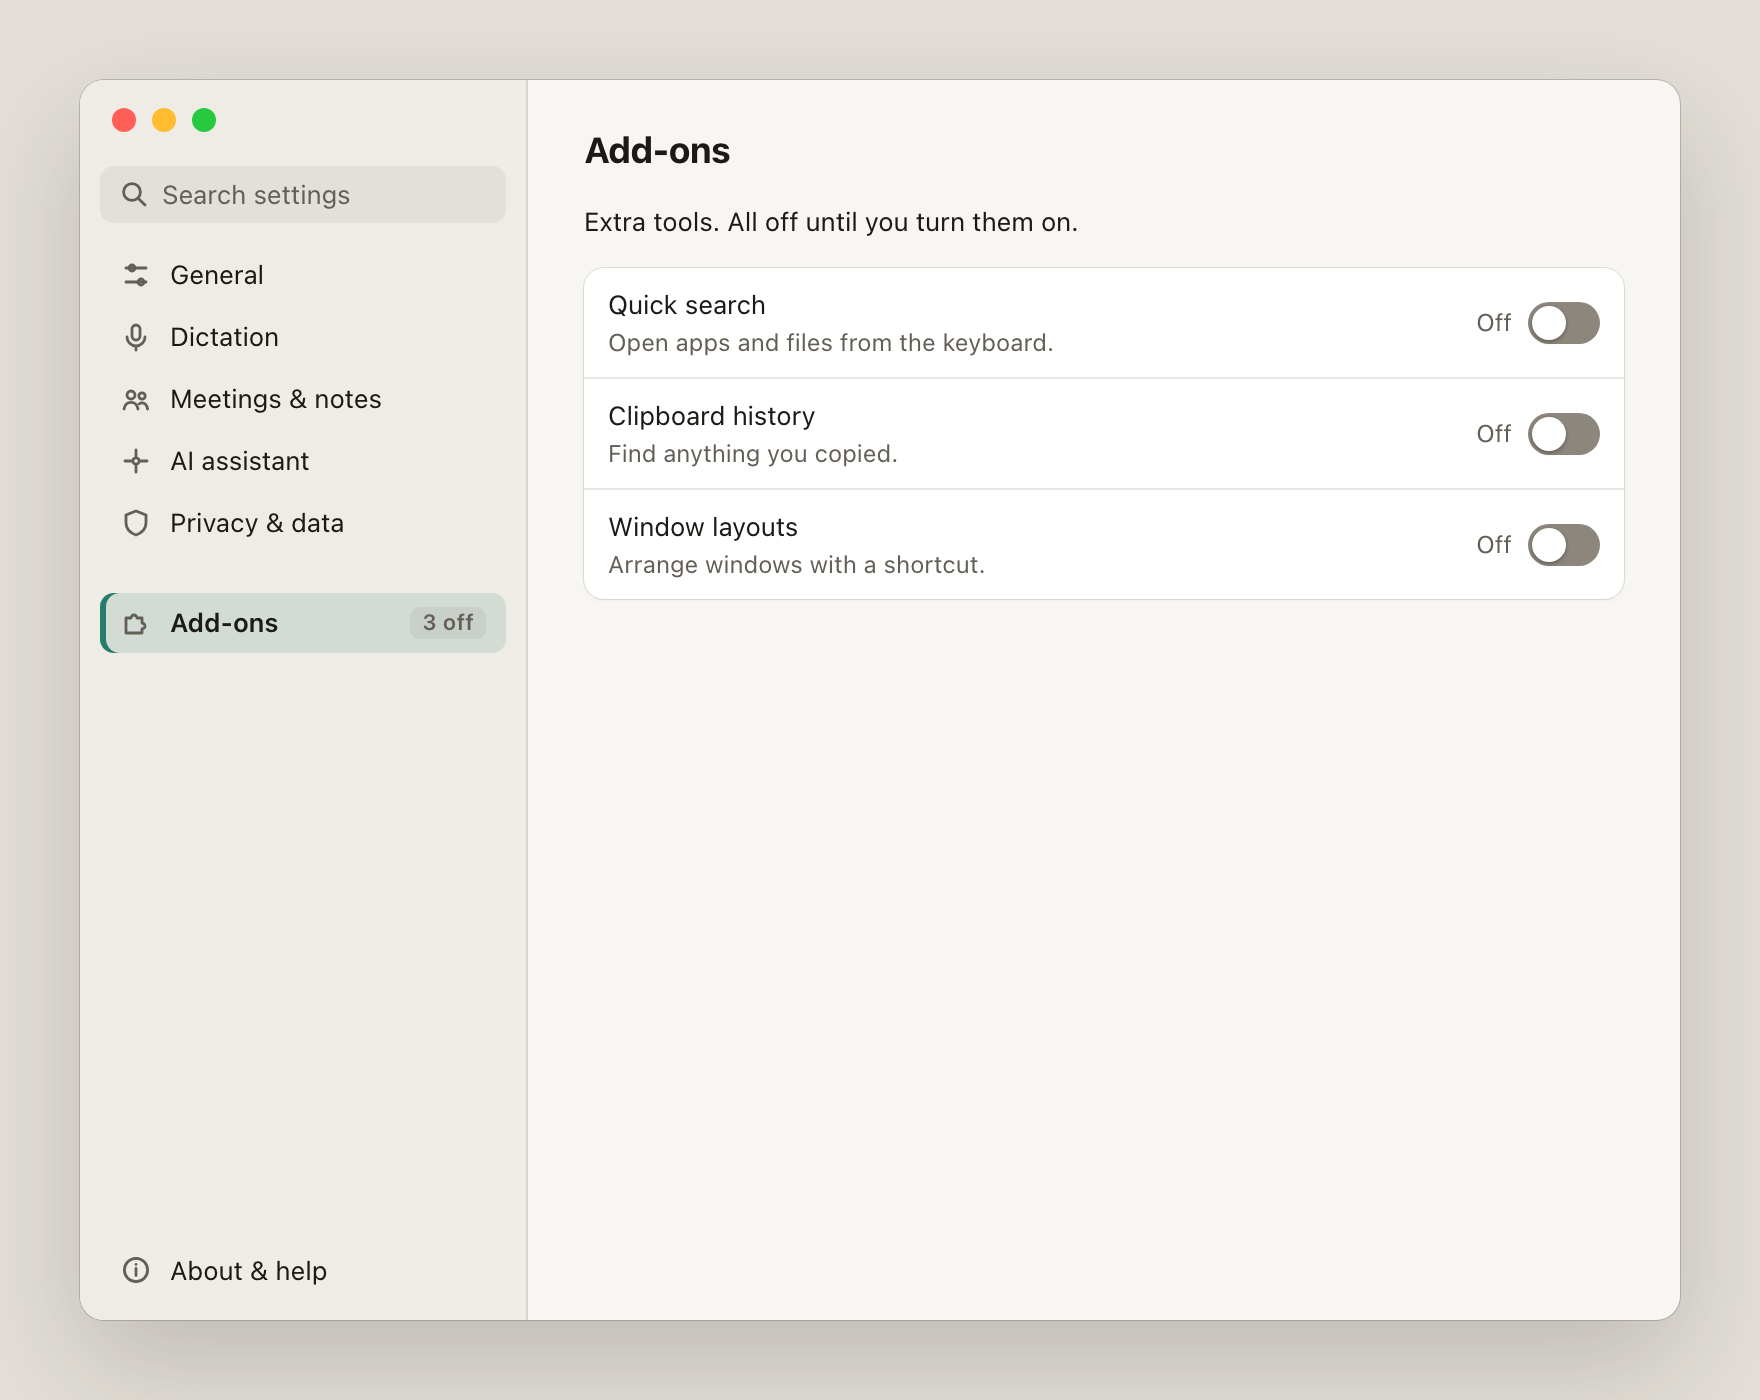 Search settings
General
Dictation
Meetings & notes
AI assistant
Privacy & data
Add-ons
3 off
About & help
Add-ons
Extra tools. All off until you turn them on.
Quick search
Open apps and files from the keyboard.
Off
Clipboard history
Find anything you copied.
Off
Window layouts
Arrange windows with a shortcut.
Off